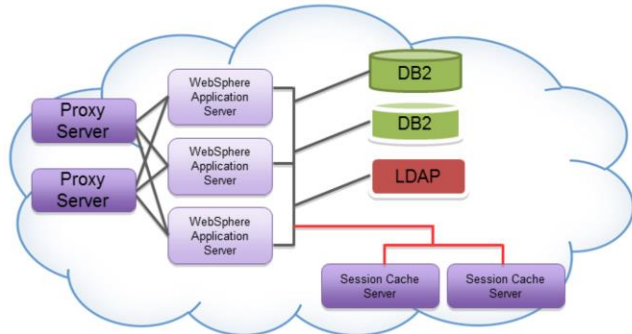 Proxy
Server
Proxy
Server
WebSphere
Application
Server
WebSphere
Application
Server
WebSphere
Application
Server
DB2
DB2
LDAP
Session Cache
Server
Session Cache
Server